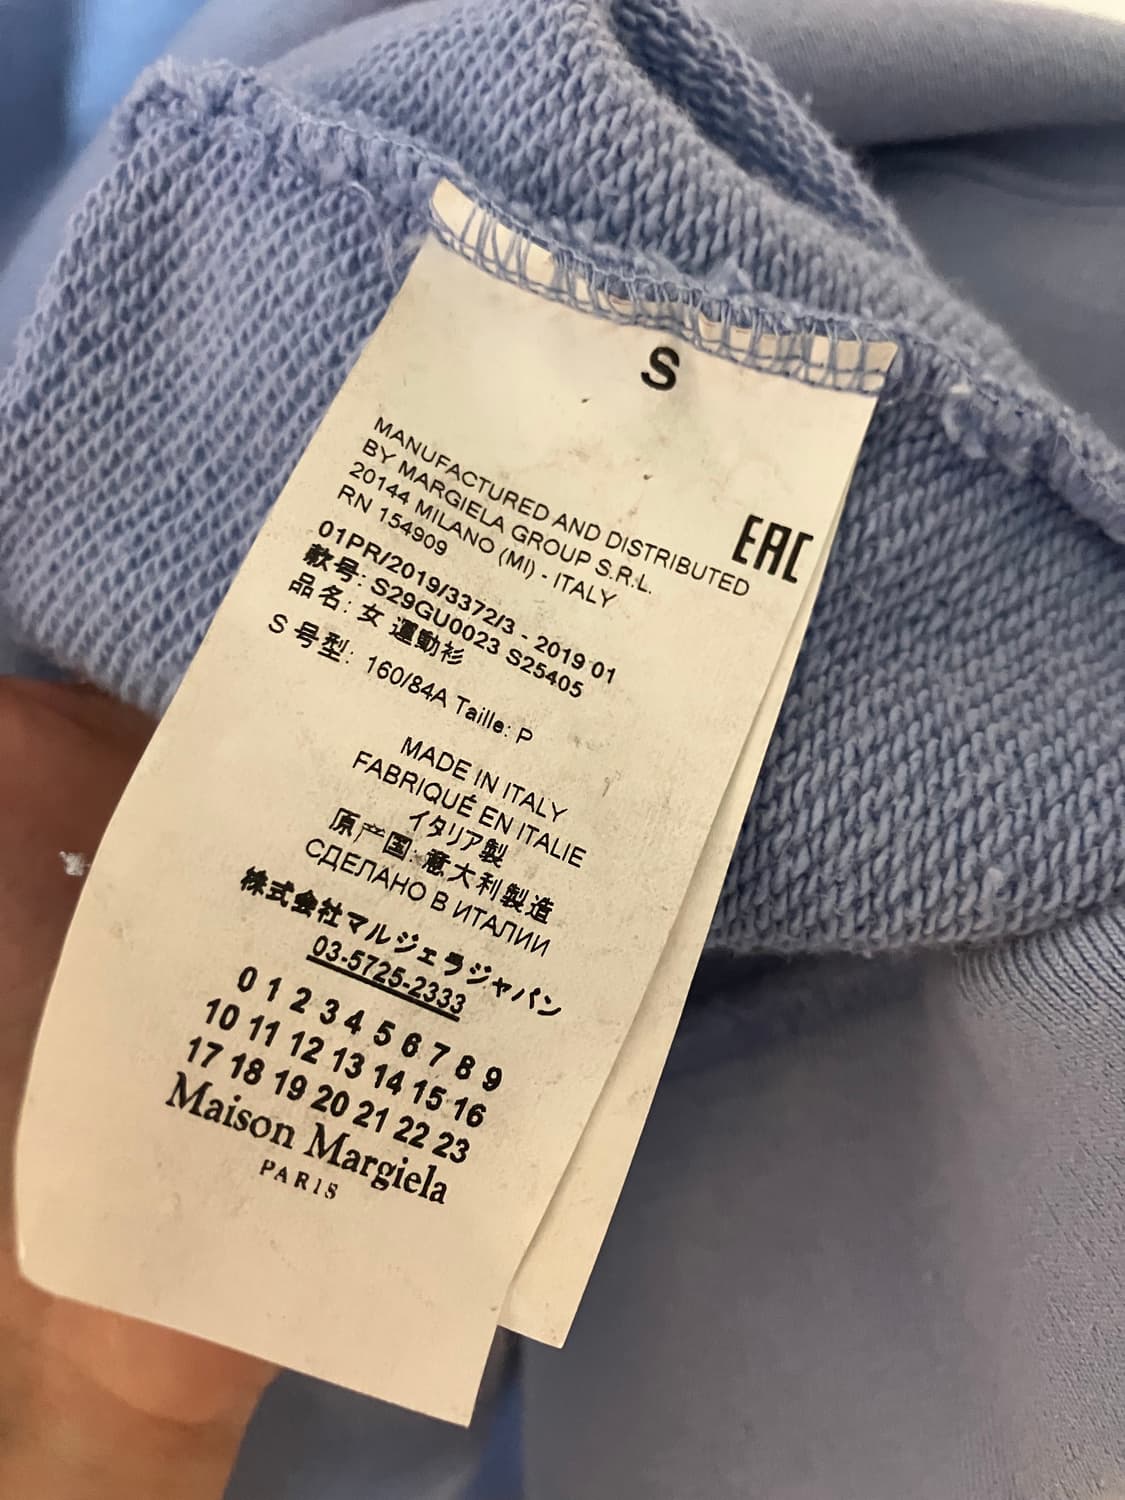 S
MANUFACTURED AND DISTRIBUTED
BY MARGIELA GROUP S.R.L.
20144 MILANO (MI) - ITALY
RN 154909
EAC
01PR/2019/3372/3 - 2019 01
款号: S29GU0023 S25405
品名: 女 運動衫
S 号型: 160/84A Taille: P
MADE IN ITALY
FABRIQUÉ EN ITALIE
イタリア製
原产国: 意大利製造
СДЕЛАНО В ИТАЛИИ
株式会社マルジェラジャパン
03-5725-2333
0 1 2 3 4 5 6 7 8 9
10 11 12 13 14 15 16
17 18 19 20 21 22 23
Maison Margiela
PARIS